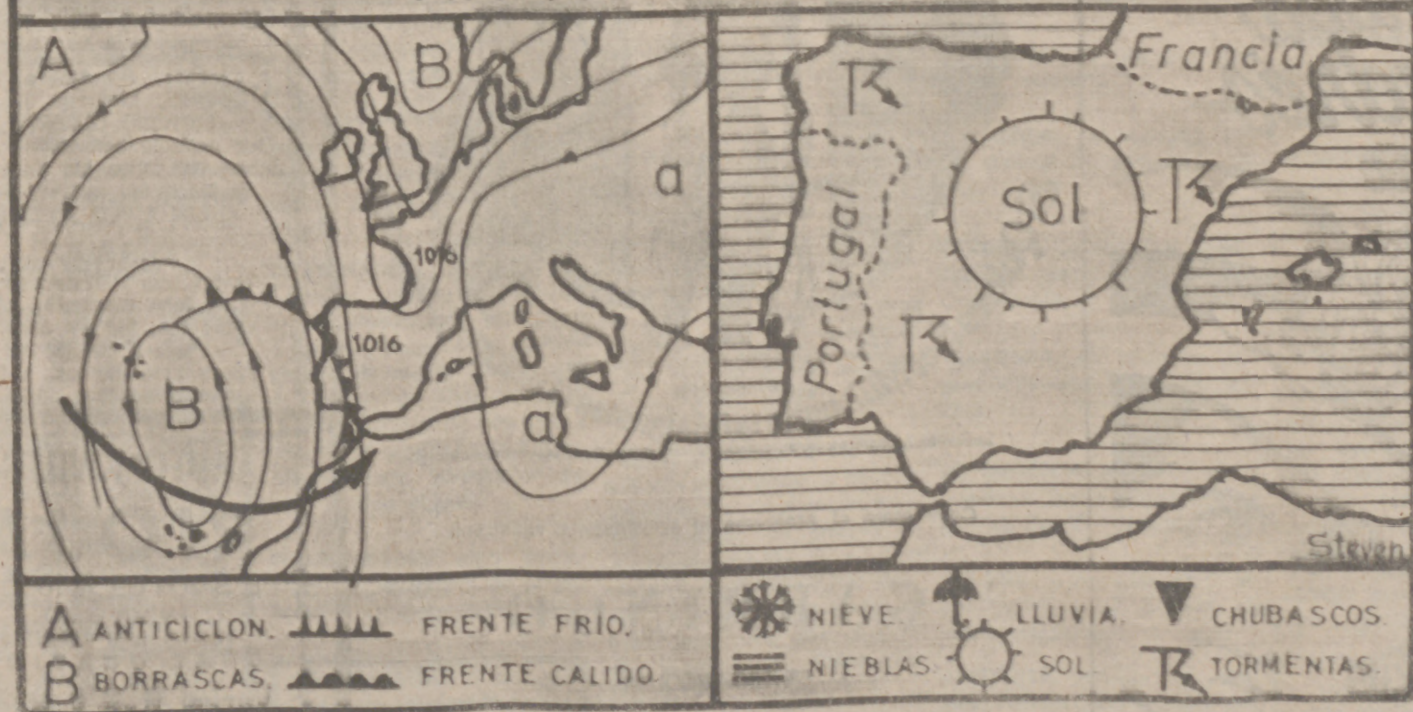 A
B
a
1016
1016
B
a
Francia
Sol
Portugal
Steven
A ANTICICLON. FRENTE FRIO.
B BORRASCAS. FRENTE CALIDO.
NIEVE. LLUVIA. CHUBASCOS.
NIEBLAS. SOL. TORMENTAS.